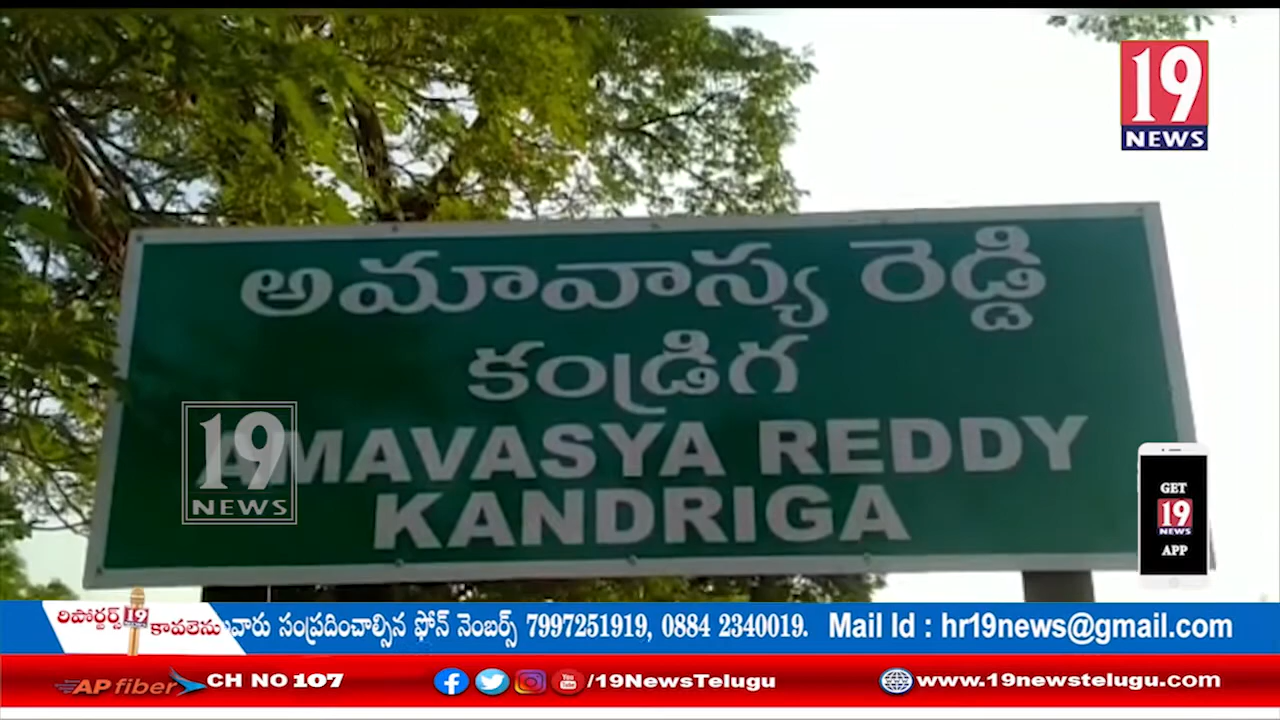 19
NEWS
అమావాస్య రెడ్డి
కండ్రిగ
AMAVASYA REDDY
KANDRIGA
19
NEWS
GET
19
NEWS
APP
రిపోర్టర్స్ 19
కావలెను
వారు సంప్రదించాల్సిన ఫోన్ నెంబర్స్ 7997251919, 0884 2340019. Mail Id : hr19news@gmail.com
AP fiber CH NO 107 /19NewsTelugu www.19newstelugu.com